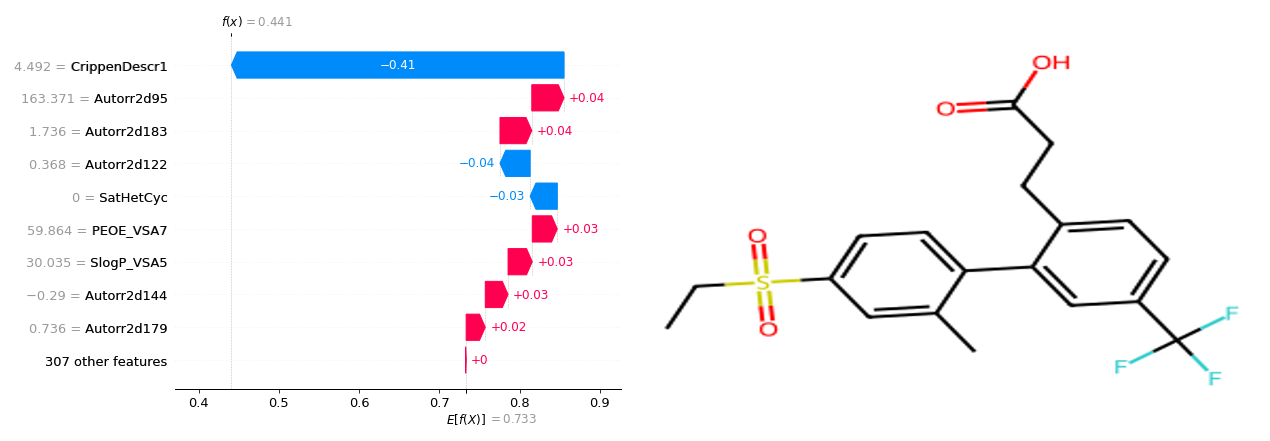 f(x) = 0.441
4.492 = CrippenDescr1
−0.41
163.371 = Autorr2d95
+0.04
1.736 = Autorr2d183
+0.04
0.368 = Autorr2d122
−0.04
0 = SatHetCyc
−0.03
59.864 = PEOE_VSA7
+0.03
30.035 = SlogP_VSA5
+0.03
−0.29 = Autorr2d144
+0.03
0.736 = Autorr2d179
+0.02
307 other features
+0
0.4 0.5 0.6 0.7 0.8 0.9
E[f(X)] = 0.733
OH
O
O
S
O
F
F
F